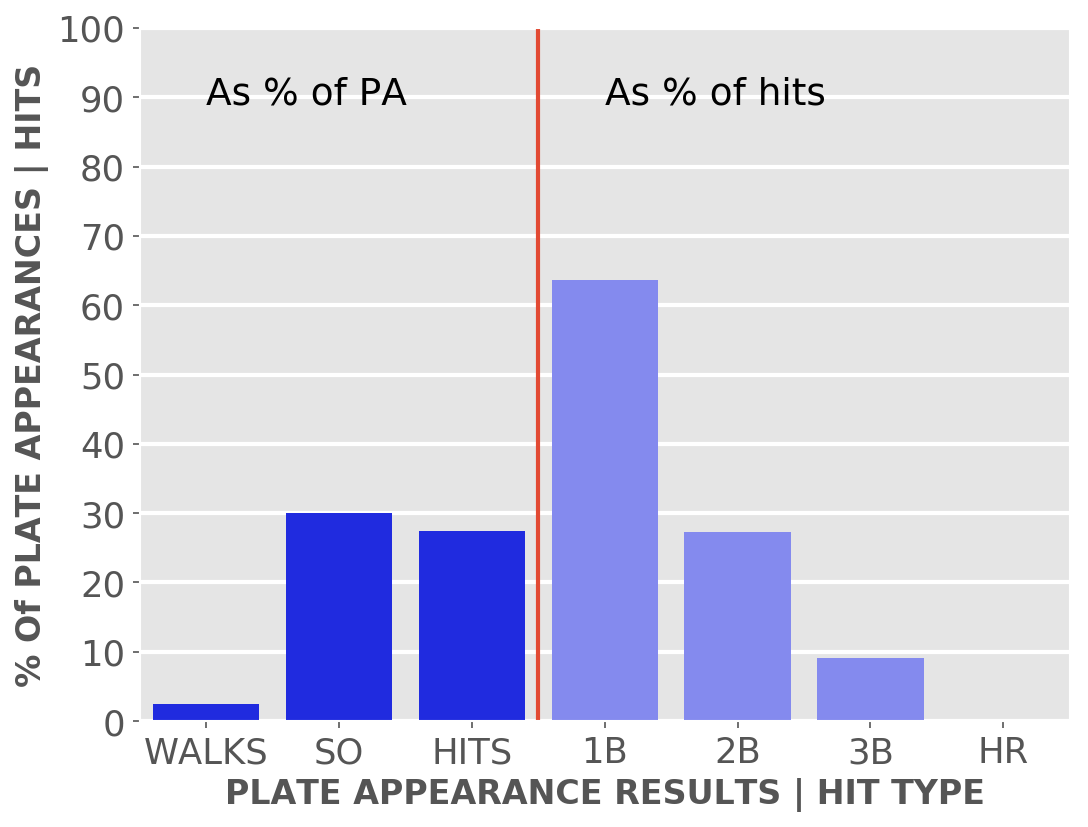 As % of PA
As % of hits
% Of PLATE APPEARANCES | HITS
100
90
80
70
60
50
40
30
20
10
0
WALKS SO HITS 1B 2B 3B HR
PLATE APPEARANCE RESULTS | HIT TYPE